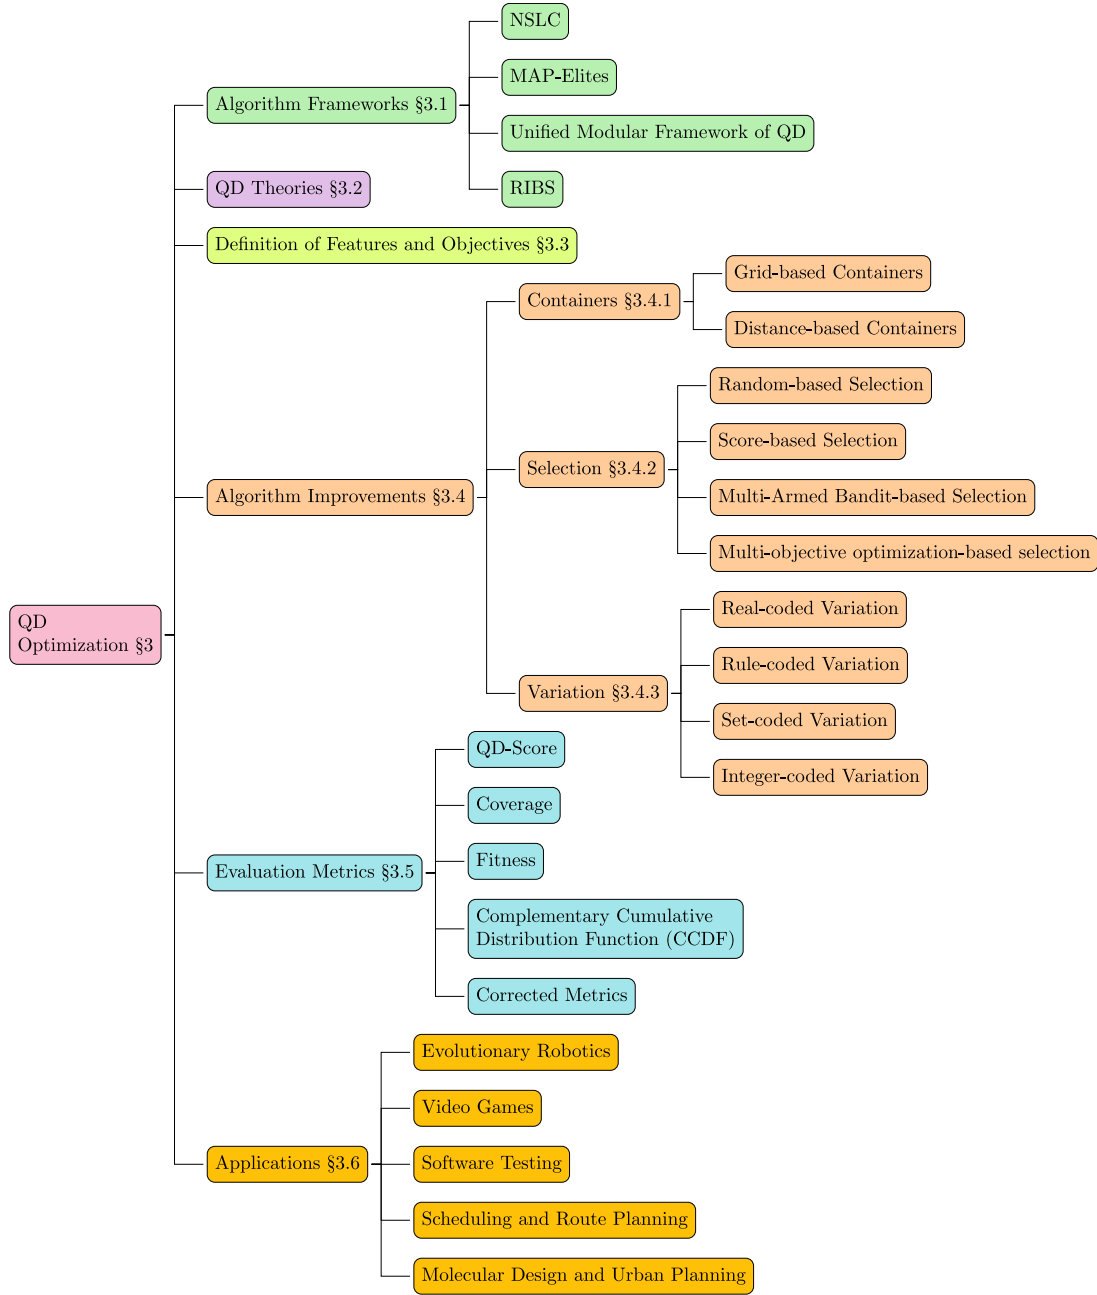 QD
Optimization §3
Algorithm Frameworks §3.1
NSLC
MAP-Elites
Unified Modular Framework of QD
RIBS
QD Theories §3.2
Definition of Features and Objectives §3.3
Algorithm Improvements §3.4
Containers §3.4.1
Grid-based Containers
Distance-based Containers
Selection §3.4.2
Random-based Selection
Score-based Selection
Multi-Armed Bandit-based Selection
Multi-objective optimization-based selection
Variation §3.4.3
Real-coded Variation
Rule-coded Variation
Set-coded Variation
Integer-coded Variation
Evaluation Metrics §3.5
QD-Score
Coverage
Fitness
Complementary Cumulative
Distribution Function (CCDF)
Corrected Metrics
Applications §3.6
Evolutionary Robotics
Video Games
Software Testing
Scheduling and Route Planning
Molecular Design and Urban Planning